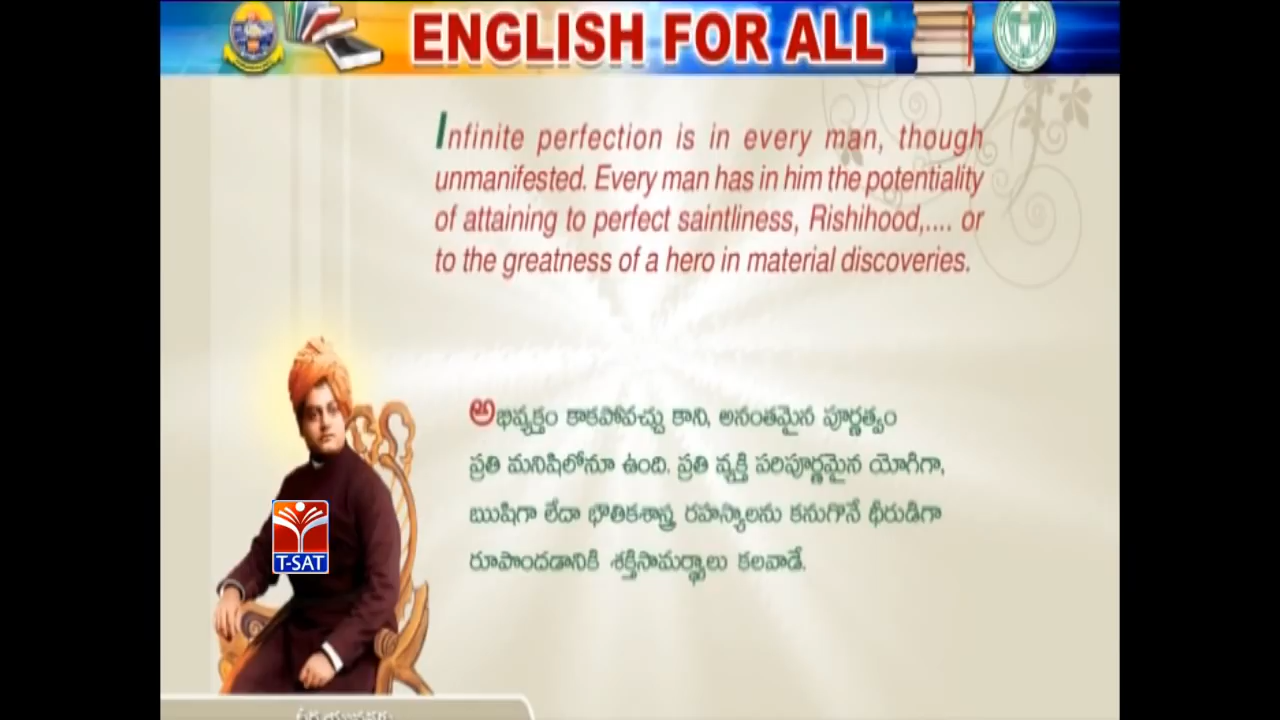 ENGLISH FOR ALL
Infinite perfection is in every man, though
unmanifested. Every man has in him the potentiality
of attaining to perfect saintliness, Rishihood,.... or
to the greatness of a hero in material discoveries.
అభివ్యక్తం కాకపోవచ్చు కాని, అనంతమైన పూర్ణత్వం
ప్రతి మనిషిలోనూ ఉంది. ప్రతి వ్యక్తి పరిపూర్ణమైన యోగిగా,
ఋషిగా లేదా భౌతికశాస్త్ర రహస్యాలను కనుగొనే ధీరుడిగా
రూపొందడానికి శక్తిసామర్థ్యాలు కలవాడే.
T-SAT